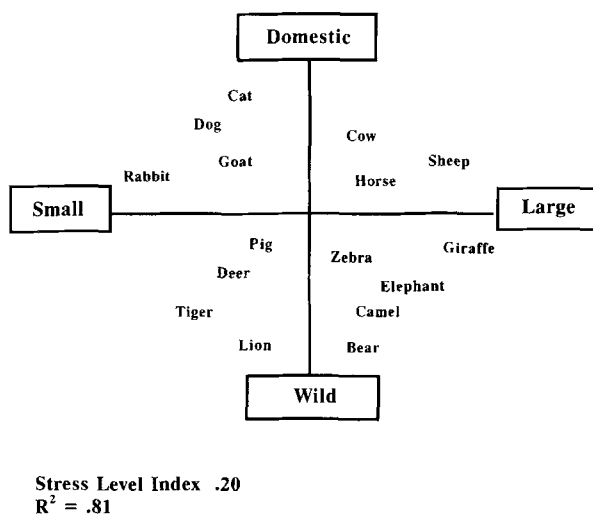 Domestic
Cat
Dog
Cow
Goat
Sheep
Rabbit
Horse
Small
Large
Pig
Giraffe
Zebra
Deer
Elephant
Tiger
Camel
Lion
Bear
Wild
Stress Level Index .20
R² = .81